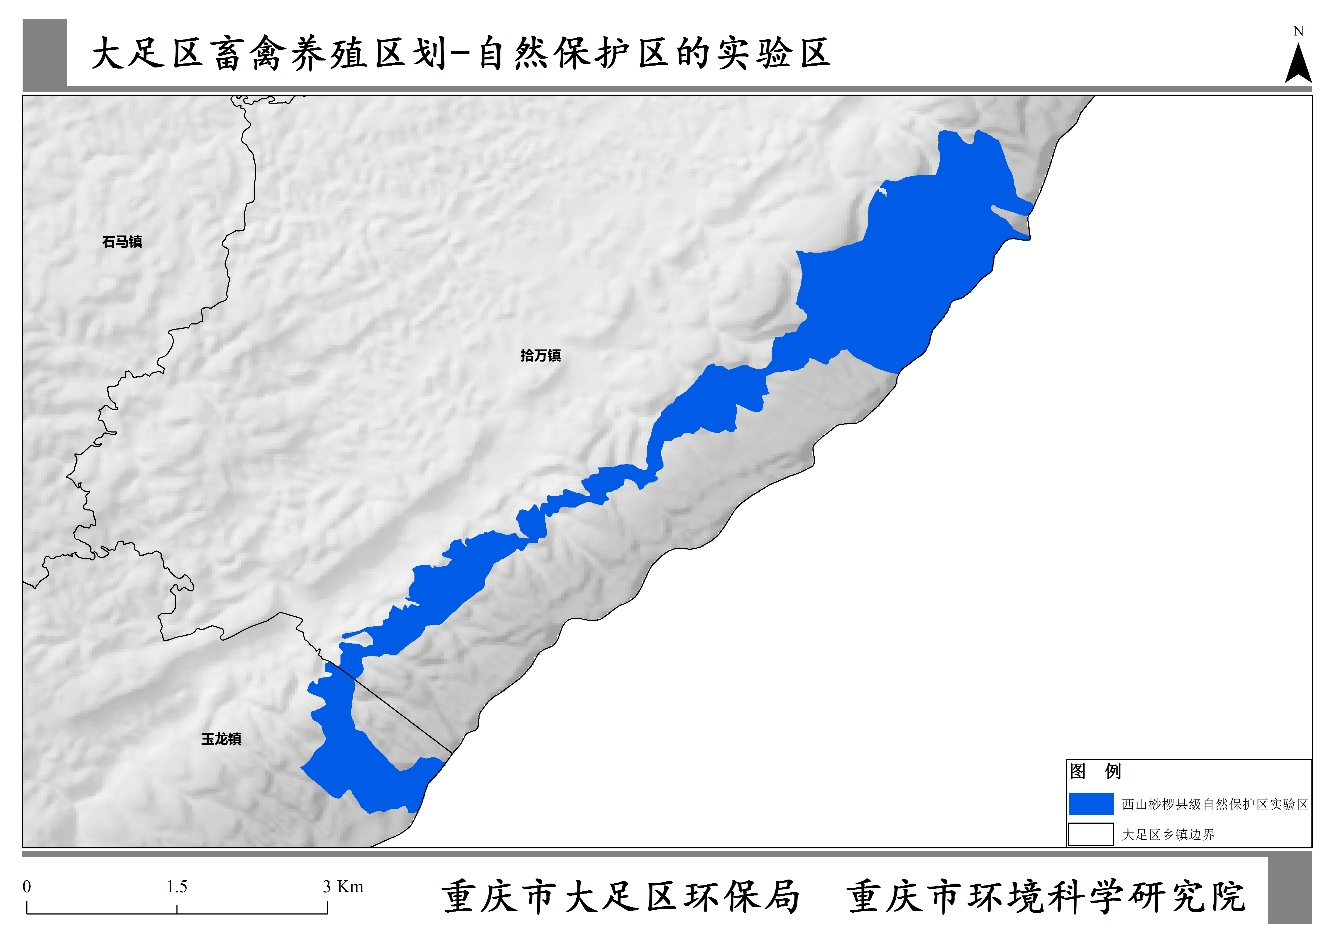 大足区畜禽养殖区划-自然保护区的实验区
N
石马镇
拾万镇
玉龙镇
图 例
西山桫椤县级自然保护区实验区
大足区乡镇边界
0 1.5 3 Km
重庆市大足区环保局 重庆市环境科学研究院